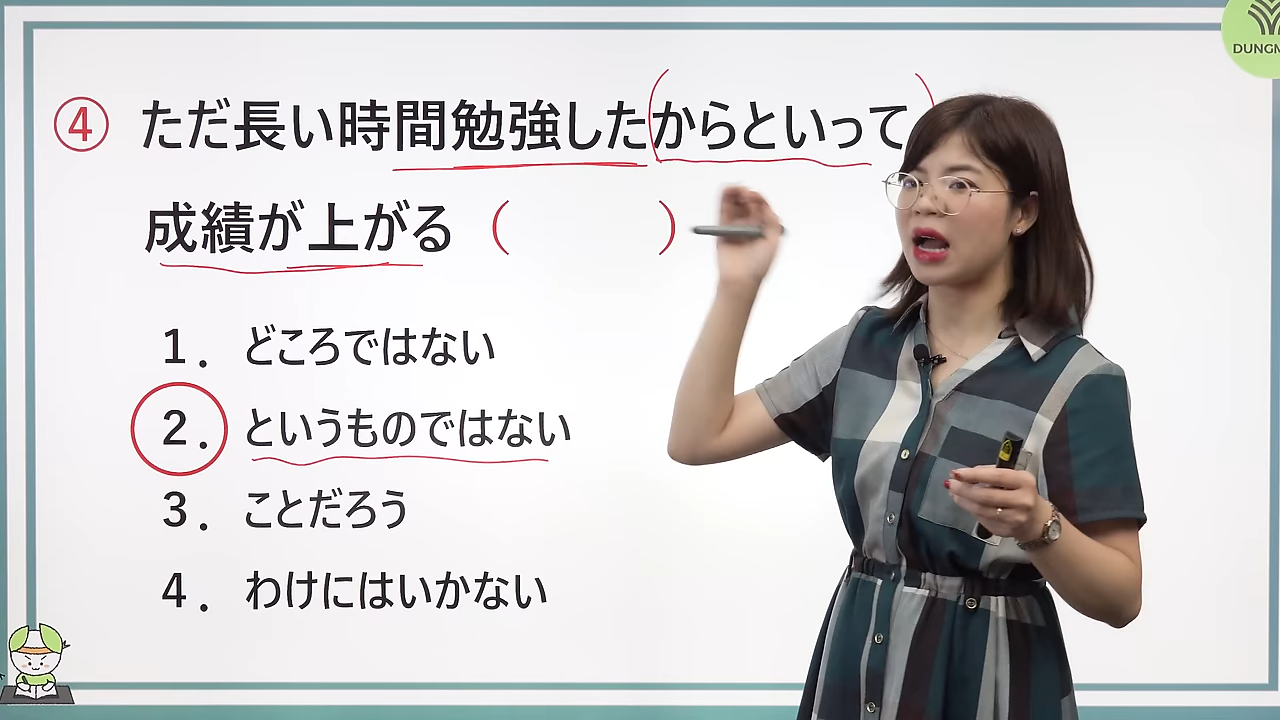 ④ ただ長い時間勉強したからといって
成績が上がる（　　　）
1．どころではない
2．というものではない
3．ことだろう
4．わけにはいかない